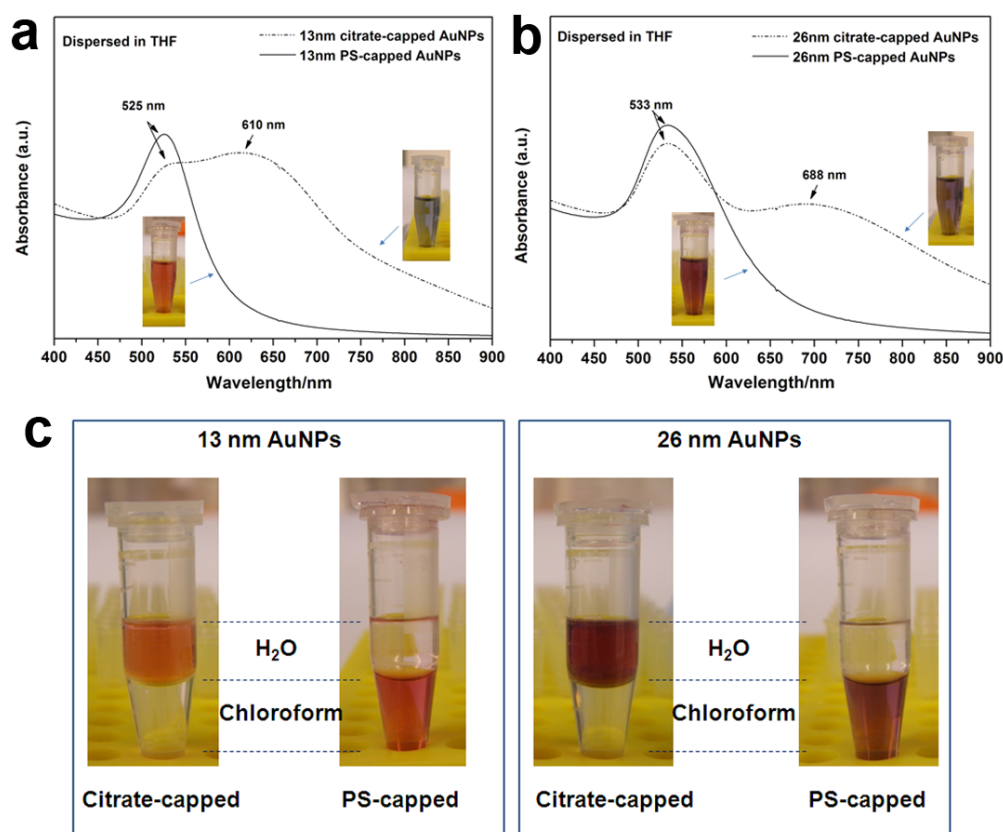 a
Dispersed in THF
13nm citrate-capped AuNPs
13nm PS-capped AuNPs
525 nm
610 nm
Absorbance (a.u.)
400 450 500 550 600 650 700 750 800 850 900
Wavelength/nm
b
Dispersed in THF
26nm citrate-capped AuNPs
26nm PS-capped AuNPs
533 nm
688 nm
Absorbance (a.u.)
400 450 500 550 600 650 700 750 800 850 900
Wavelength/nm
c
13 nm AuNPs
H₂O
Chloroform
Citrate-capped PS-capped
26 nm AuNPs
H₂O
Chloroform
Citrate-capped PS-capped